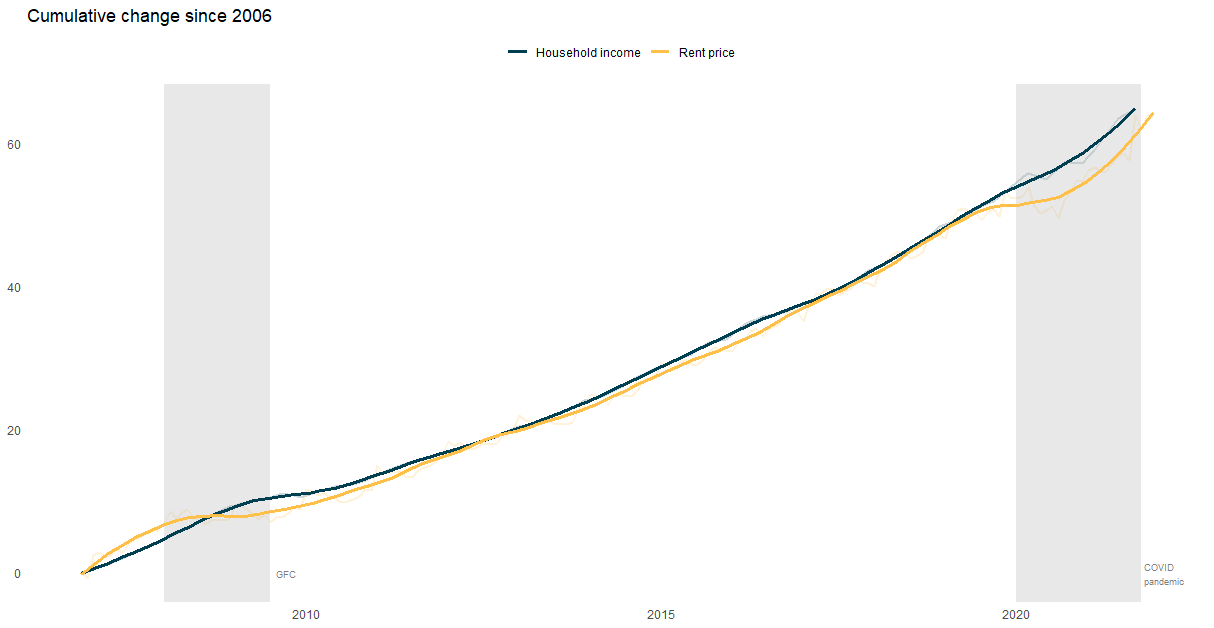 Cumulative change since 2006
Household income
Rent price
60
40
20
0
GFC
COVID
pandemic
2010
2015
2020